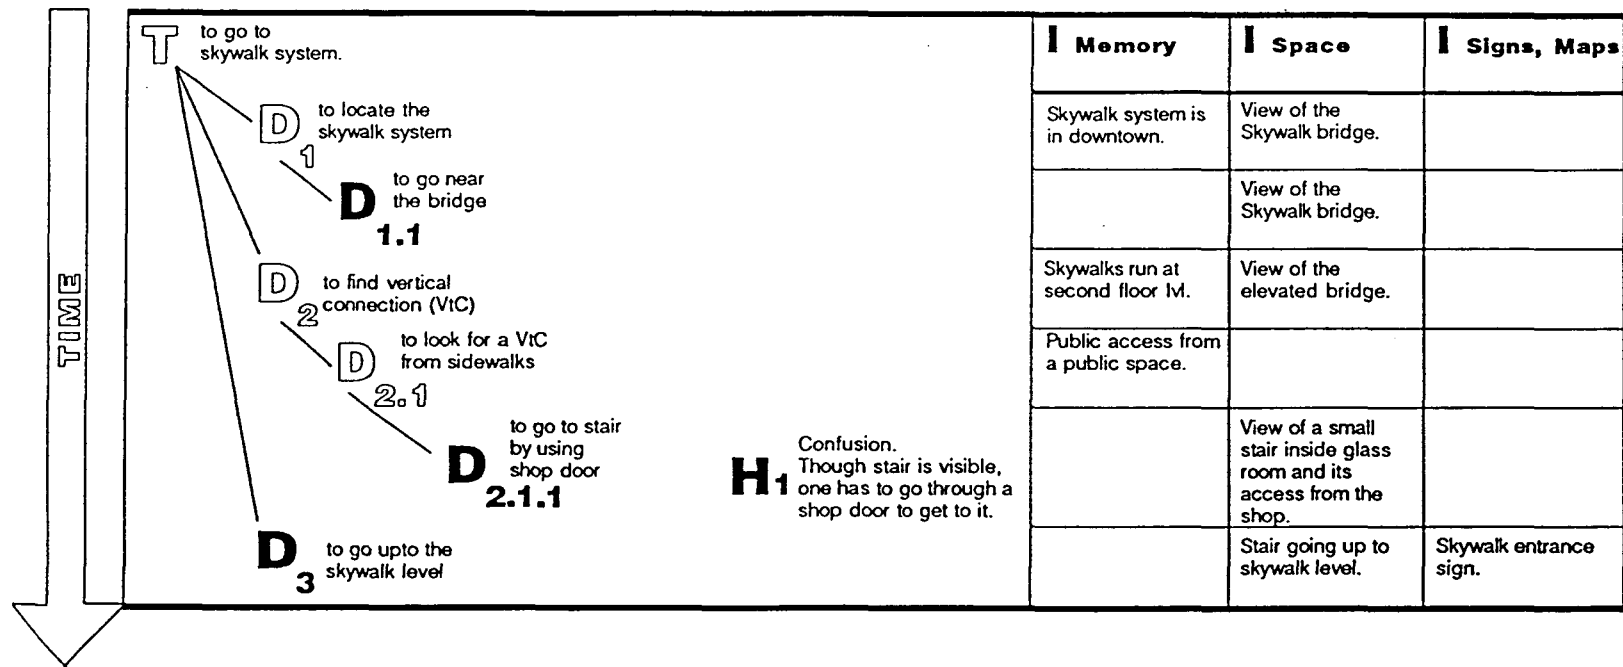 TIME
T to go to
skywalk system.
I Memory
I Space
I Signs, Maps
D1 to locate the
skywalk system
Skywalk system is
in downtown.
View of the
Skywalk bridge.
D1.1 to go near
the bridge
View of the
Skywalk bridge.
D2 to find vertical
connection (VtC)
Skywalks run at
second floor lvl.
View of the
elevated bridge.
D2.1 to look for a VtC
from sidewalks
Public access from
a public space.
D2.1.1 to go to stair
by using
shop door
H1 Confusion.
Though stair is visible,
one has to go through a
shop door to get to it.
View of a small
stair inside glass
room and its
access from the
shop.
D3 to go upto the
skywalk level
Stair going up to
skywalk level.
Skywalk entrance
sign.